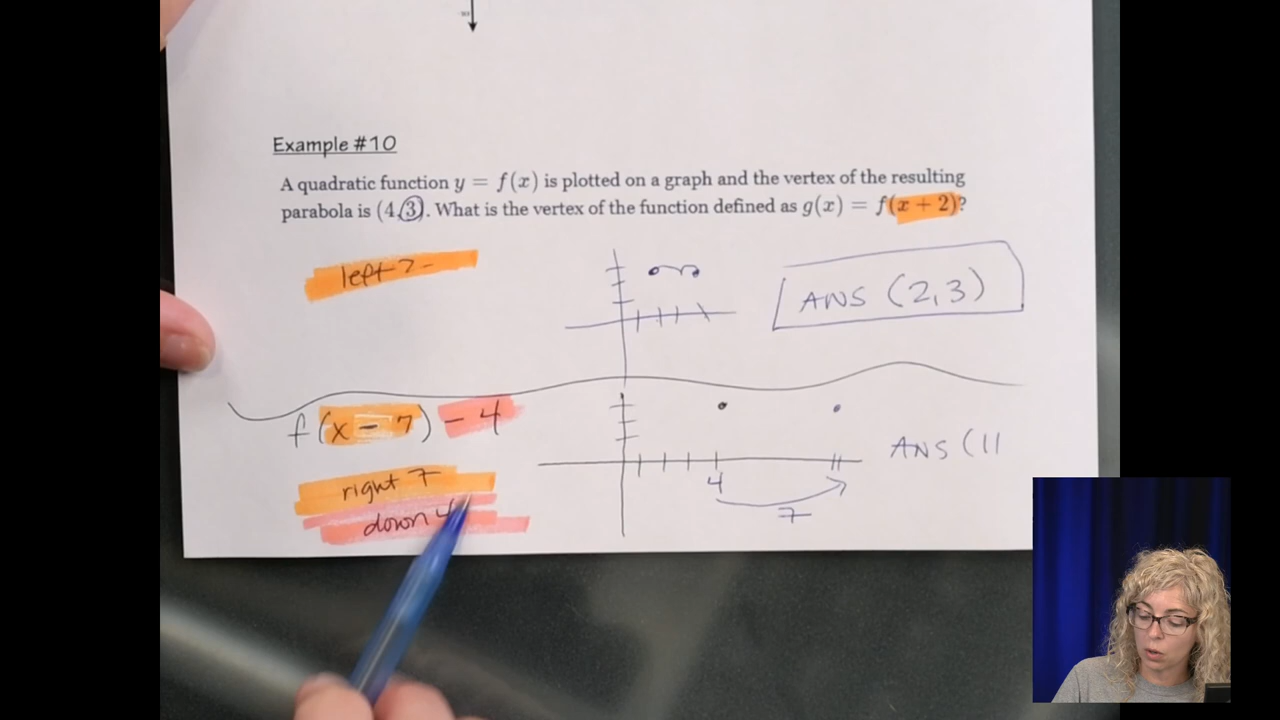 Example #10
A quadratic function y = f(x) is plotted on a graph and the vertex of the resulting
parabola is (4,3). What is the vertex of the function defined as g(x) = f(x + 2)?
left 2
ANS (2,3)
f(x - 7) - 4
ANS (11
right 7
4
down 4
7